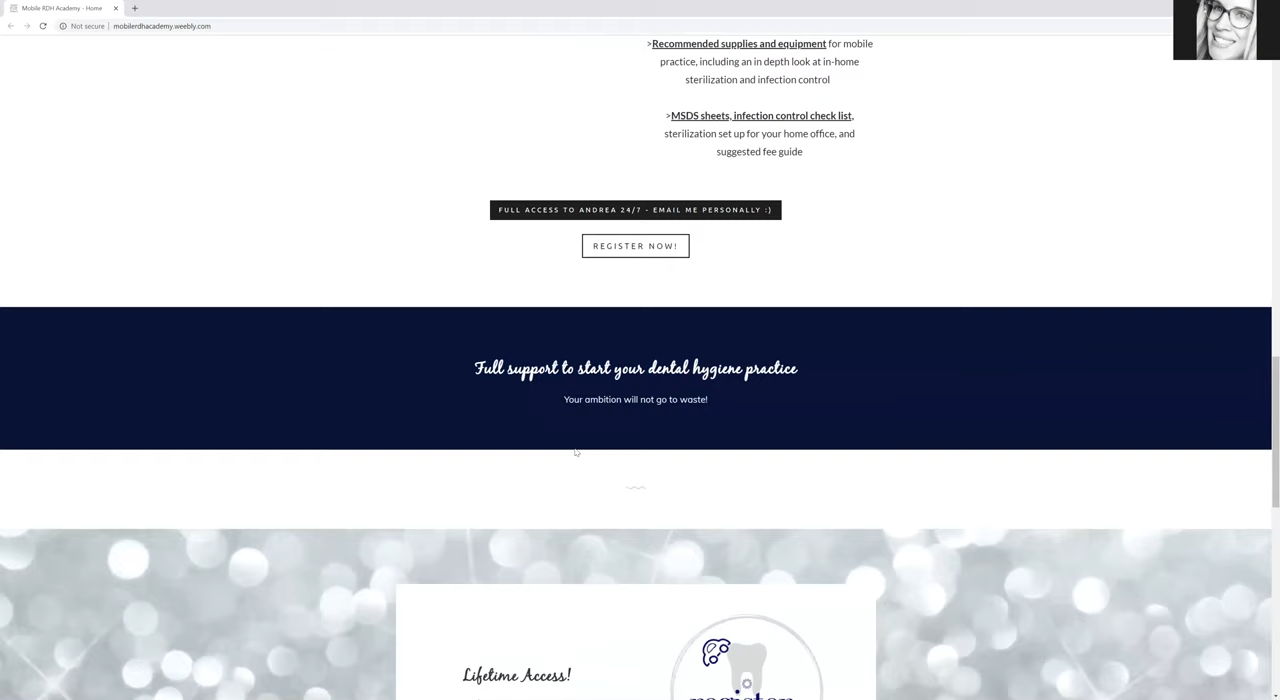 Mobile RDH Academy - Home
Not secure | mobilerdhacademy.weebly.com
>Recommended supplies and equipment for mobile
practice, including an in depth look at in-home
sterilization and infection control
>MSDS sheets, infection control check list,
sterilization set up for your home office, and
suggested fee guide
FULL ACCESS TO ANDREA 24/7 - EMAIL ME PERSONALLY :)
REGISTER NOW!
Full support to start your dental hygiene practice
Your ambition will not go to waste!
Lifetime Access!